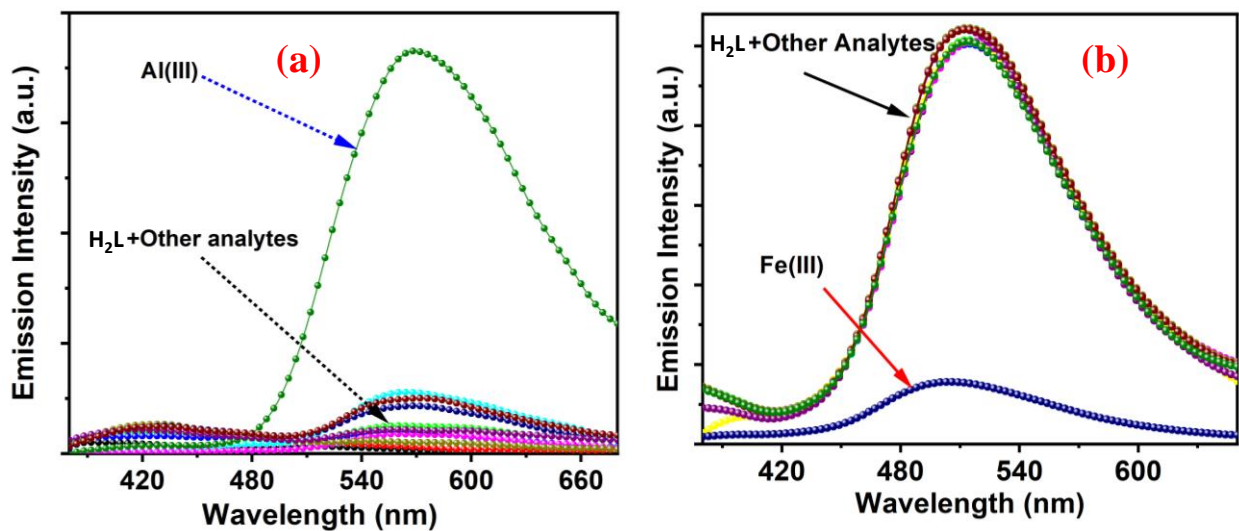 (a)
Al(III)
H₂L+Other analytes
Emission Intensity (a.u.)
420 480 540 600 660
Wavelength (nm)
(b)
H₂L+Other Analytes
Fe(III)
Emission Intensity (a.u.)
420 480 540 600
Wavelength (nm)